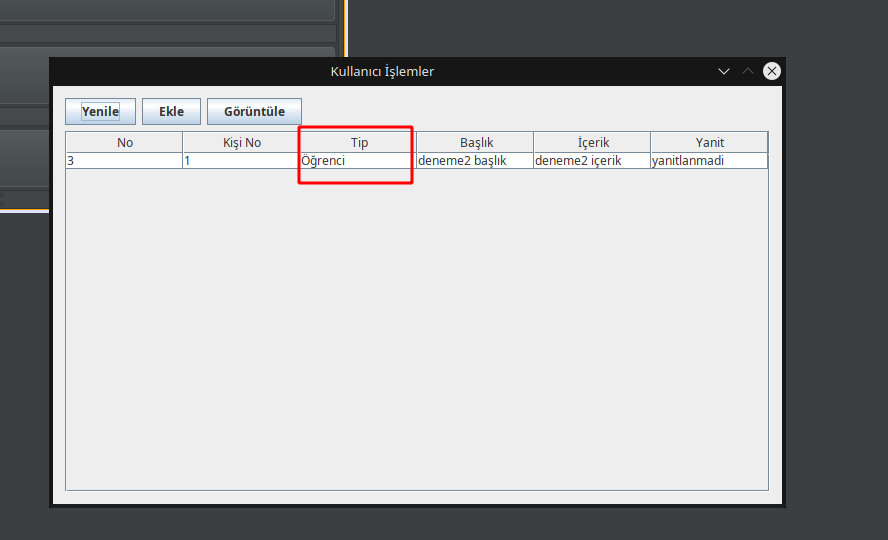 Kullanıcı İşlemler
Yenile Ekle Görüntüle
No Kişi No Tip Başlık İçerik Yanit
3 1 Öğrenci deneme2 başlık deneme2 içerik yanitlanmadi